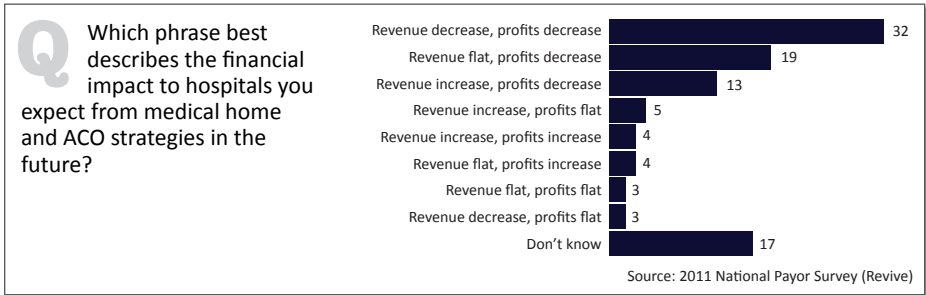 Q
Which phrase best
describes the financial
impact to hospitals you
expect from medical home
and ACO strategies in the
future?
Revenue decrease, profits decrease 32
Revenue flat, profits decrease 19
Revenue increase, profits decrease 13
Revenue increase, profits flat 5
Revenue increase, profits increase 4
Revenue flat, profits increase 4
Revenue flat, profits flat 3
Revenue decrease, profits flat 3
Don’t know 17
Source: 2011 National Payor Survey (Revive)